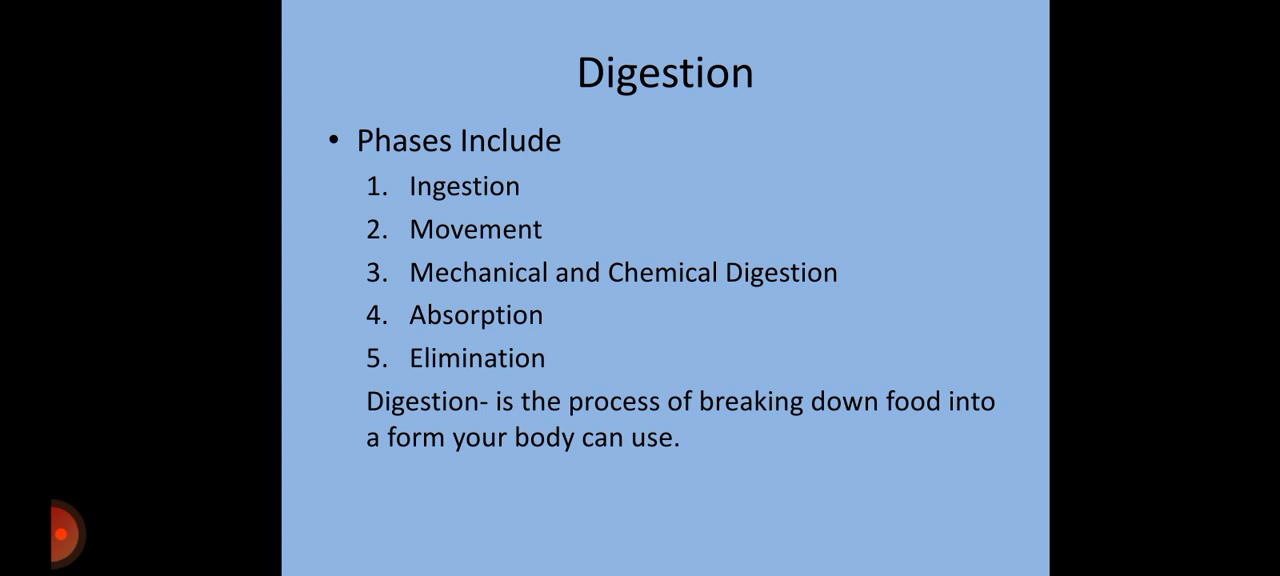 Digestion
• Phases Include
1. Ingestion
2. Movement
3. Mechanical and Chemical Digestion
4. Absorption
5. Elimination
Digestion- is the process of breaking down food into
a form your body can use.